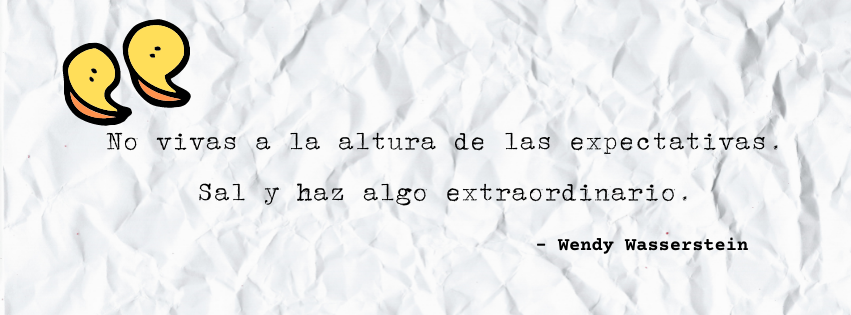 No vivas a la altura de las expectativas.
Sal y haz algo extraordinario.
- Wendy Wasserstein